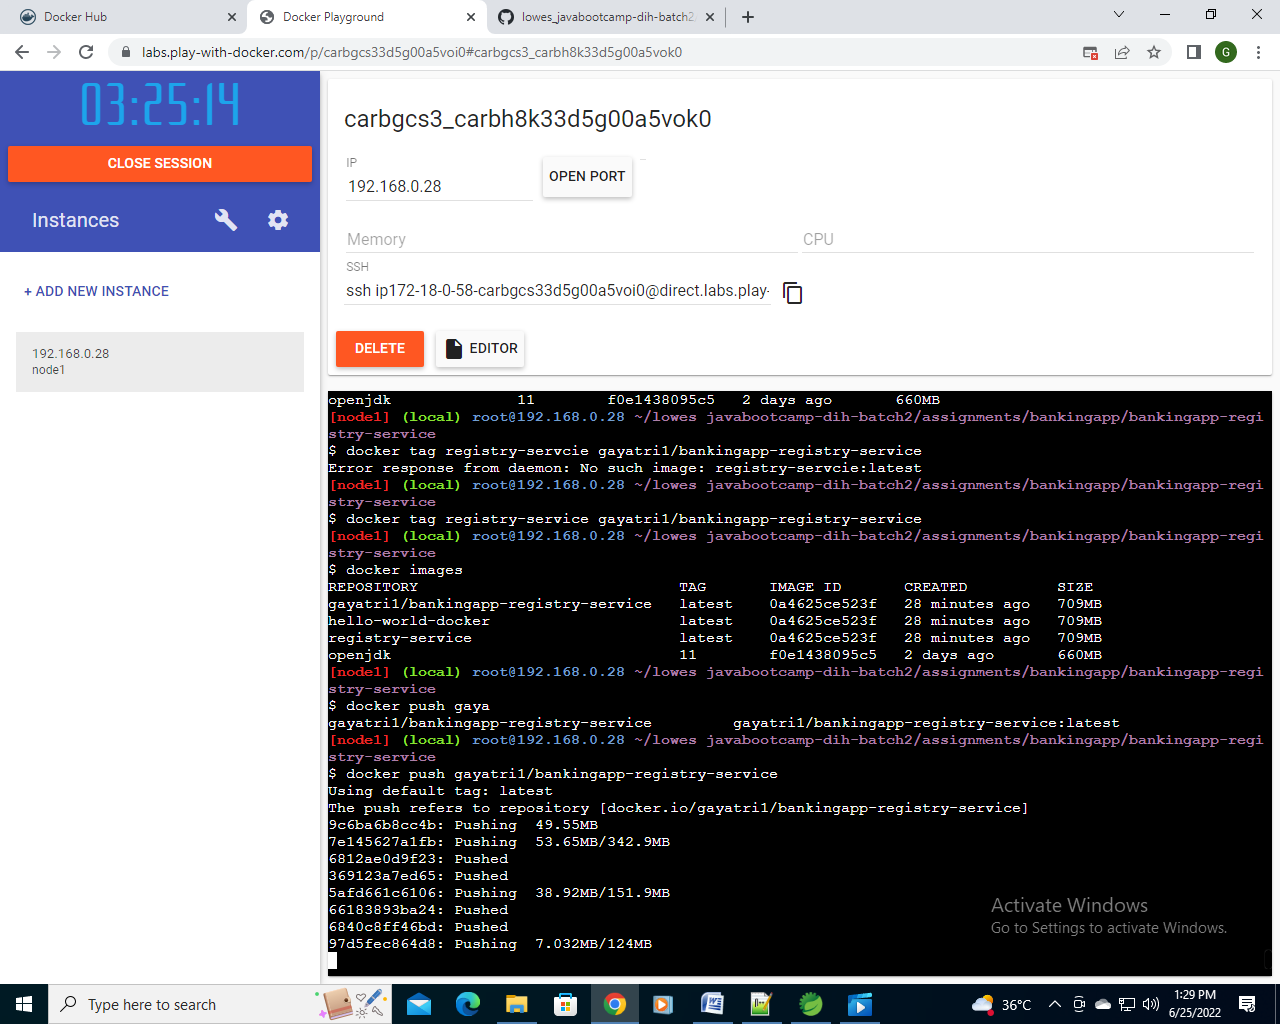 Docker Hub
Docker Playground
lowes_javabootcamp-dih-batch2
labs.play-with-docker.com/p/carbgcs33d5g00a5voi0#carbgcs3_carbh8k33d5g00a5vok0
G
03:25:14
CLOSE SESSION
Instances
+ ADD NEW INSTANCE
192.168.0.28
node1
carbgcs3_carbh8k33d5g00a5vok0
IP
192.168.0.28
OPEN PORT
Memory
CPU
SSH
ssh ip172-18-0-58-carbgcs33d5g00a5voi0@direct.labs.play-
DELETE
EDITOR
openjdk 11 f0e1438095c5 2 days ago 660MB
[node1] (local) root@192.168.0.28 ~/lowes javabootcamp-dih-batch2/assignments/bankingapp/bankingapp-regi
stry-service
$ docker tag registry-servcie gayatri1/bankingapp-registry-service
Error response from daemon: No such image: registry-servcie:latest
[node1] (local) root@192.168.0.28 ~/lowes javabootcamp-dih-batch2/assignments/bankingapp/bankingapp-regi
stry-service
$ docker tag registry-service gayatri1/bankingapp-registry-service
[node1] (local) root@192.168.0.28 ~/lowes javabootcamp-dih-batch2/assignments/bankingapp/bankingapp-regi
stry-service
$ docker images
REPOSITORY TAG IMAGE ID CREATED SIZE
gayatri1/bankingapp-registry-service latest 0a4625ce523f 28 minutes ago 709MB
hello-world-docker latest 0a4625ce523f 28 minutes ago 709MB
registry-service latest 0a4625ce523f 28 minutes ago 709MB
openjdk 11 f0e1438095c5 2 days ago 660MB
[node1] (local) root@192.168.0.28 ~/lowes javabootcamp-dih-batch2/assignments/bankingapp/bankingapp-regi
stry-service
$ docker push gaya
gayatri1/bankingapp-registry-service gayatri1/bankingapp-registry-service:latest
[node1] (local) root@192.168.0.28 ~/lowes javabootcamp-dih-batch2/assignments/bankingapp/bankingapp-regi
stry-service
$ docker push gayatri1/bankingapp-registry-service
Using default tag: latest
The push refers to repository [docker.io/gayatri1/bankingapp-registry-service]
9c6ba6b8cc4b: Pushing 49.55MB
7e145627a1fb: Pushing 53.65MB/342.9MB
6812ae0d9f23: Pushed
369123a7ed65: Pushed
5afd661c6106: Pushing 38.92MB/151.9MB
66183893ba24: Pushed
6840c8ff46bd: Pushed
97d5fec864d8: Pushing 7.032MB/124MB
Activate Windows
Go to Settings to activate Windows.
Type here to search
36°C
1:29 PM
6/25/2022